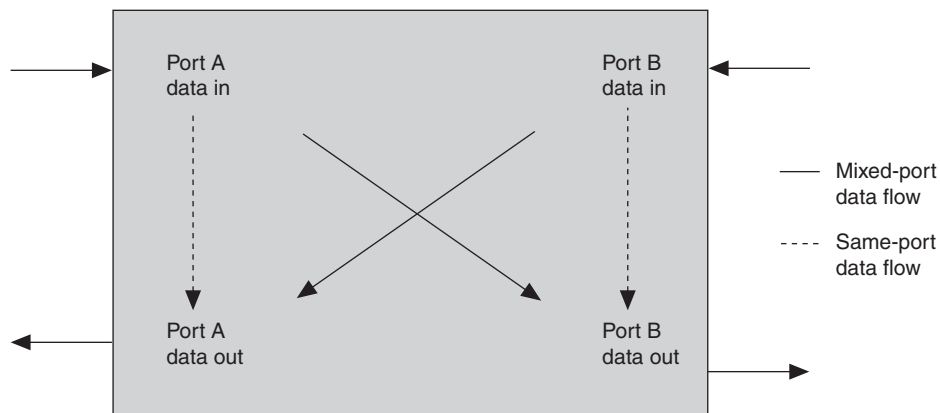 Port A
data in
Port B
data in
Mixed-port
data flow
Same-port
data flow
Port A
data out
Port B
data out